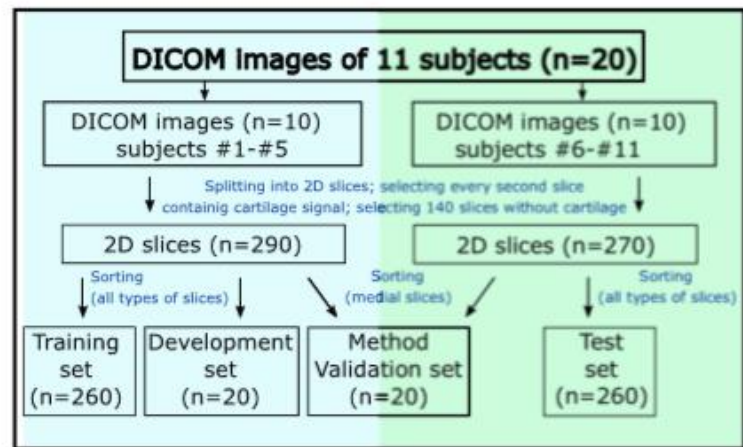 DICOM images of 11 subjects (n=20)
DICOM images (n=10)
subjects #1-#5
DICOM images (n=10)
subjects #6-#11
Splitting into 2D slices; selecting every second slice
containig cartilage signal; selecting 140 slices without cartilage
2D slices (n=290)
2D slices (n=270)
Sorting
(all types of slices)
Sorting
(medial slices)
Sorting
(all types of slices)
Training
set
(n=260)
Development
set
(n=20)
Method
Validation set
(n=20)
Test
set
(n=260)